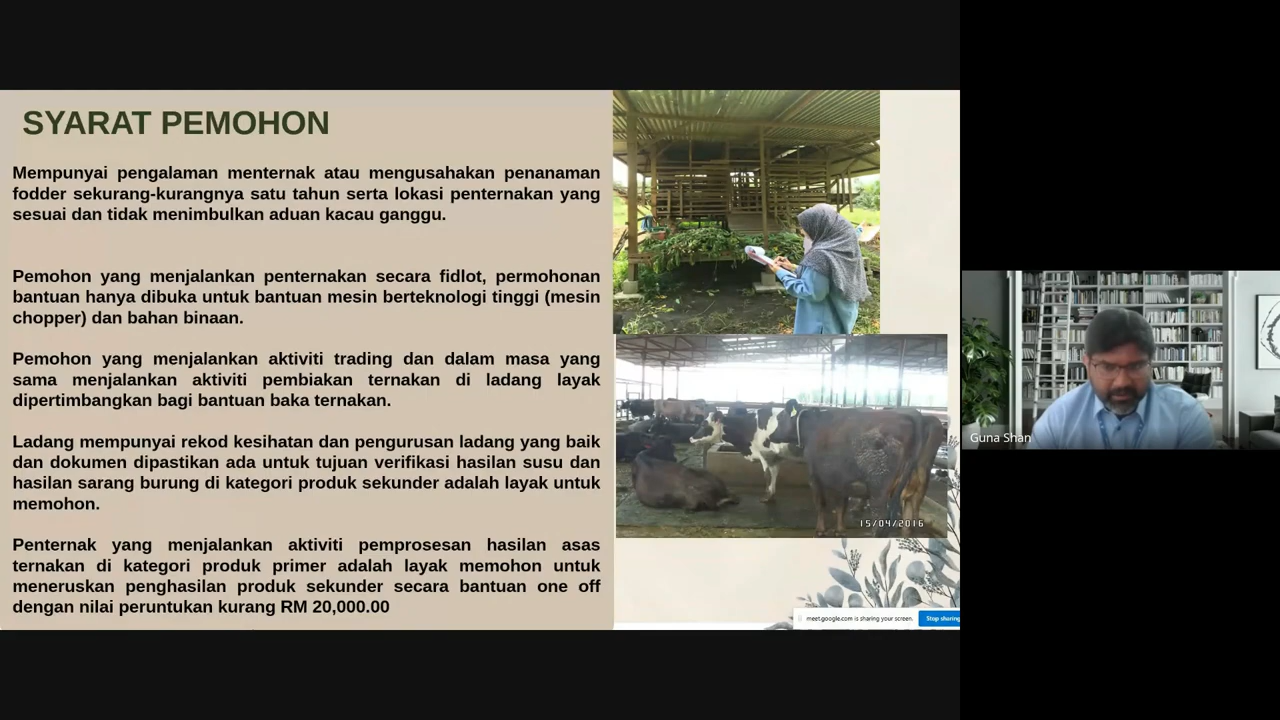 SYARAT PEMOHON
Mempunyai pengalaman menternak atau mengusahakan penanaman
fodder sekurang-kurangnya satu tahun serta lokasi penternakan yang
sesuai dan tidak menimbulkan aduan kacau ganggu.
Pemohon yang menjalankan penternakan secara fidlot, permohonan
bantuan hanya dibuka untuk bantuan mesin berteknologi tinggi (mesin
chopper) dan bahan binaan.
Pemohon yang menjalankan aktiviti trading dan dalam masa yang
sama menjalankan aktiviti pembiakan ternakan di ladang layak
dipertimbangkan bagi bantuan baka ternakan.
Ladang mempunyai rekod kesihatan dan pengurusan ladang yang baik
dan dokumen dipastikan ada untuk tujuan verifikasi hasilan susu dan
hasilan sarang burung di kategori produk sekunder adalah layak untuk
memohon.
Penternak yang menjalankan aktiviti pemprosesan hasilan asas
ternakan di kategori produk primer adalah layak memohon untuk
meneruskan penghasilan produk sekunder secara bantuan one off
dengan nilai peruntukan kurang RM 20,000.00
15/04/2016
meet.google.com is sharing your screen.
Stop sharing
Guna Shan